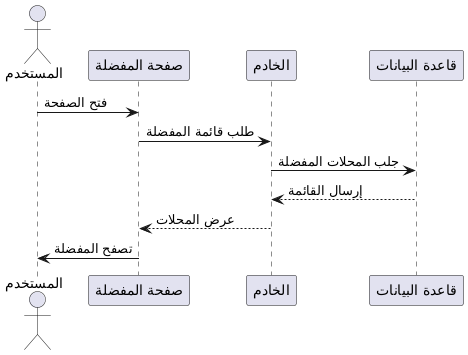 المستخدم
صفحة المفضلة
الخادم
قاعدة البيانات
فتح الصفحة
طلب قائمة المفضلة
جلب المحلات المفضلة
إرسال القائمة
عرض المحلات
تصفح المفضلة
المستخدم
صفحة المفضلة
الخادم
قاعدة البيانات